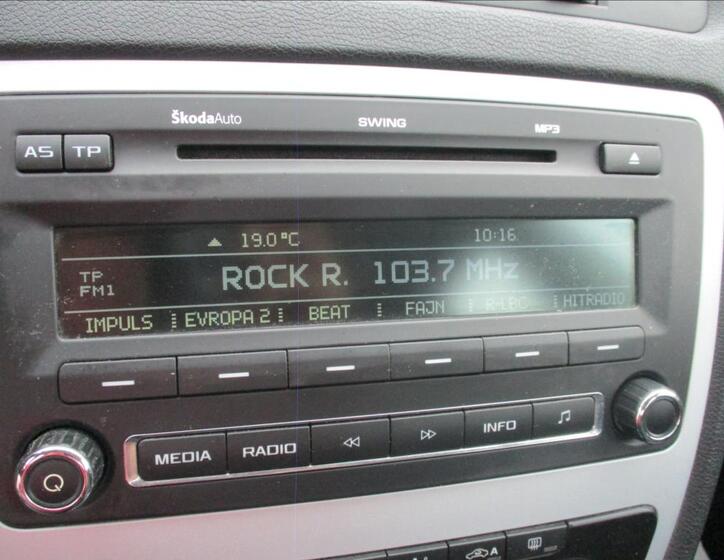 ŠkodaAuto SWING MP3
AS TP
19.0°C 10:16
TP
FM1
ROCK R. 103.7 MHz
IMPULS EVROPA 2 BEAT FAJN R-LBC HITRADIO
MEDIA RADIO INFO
A